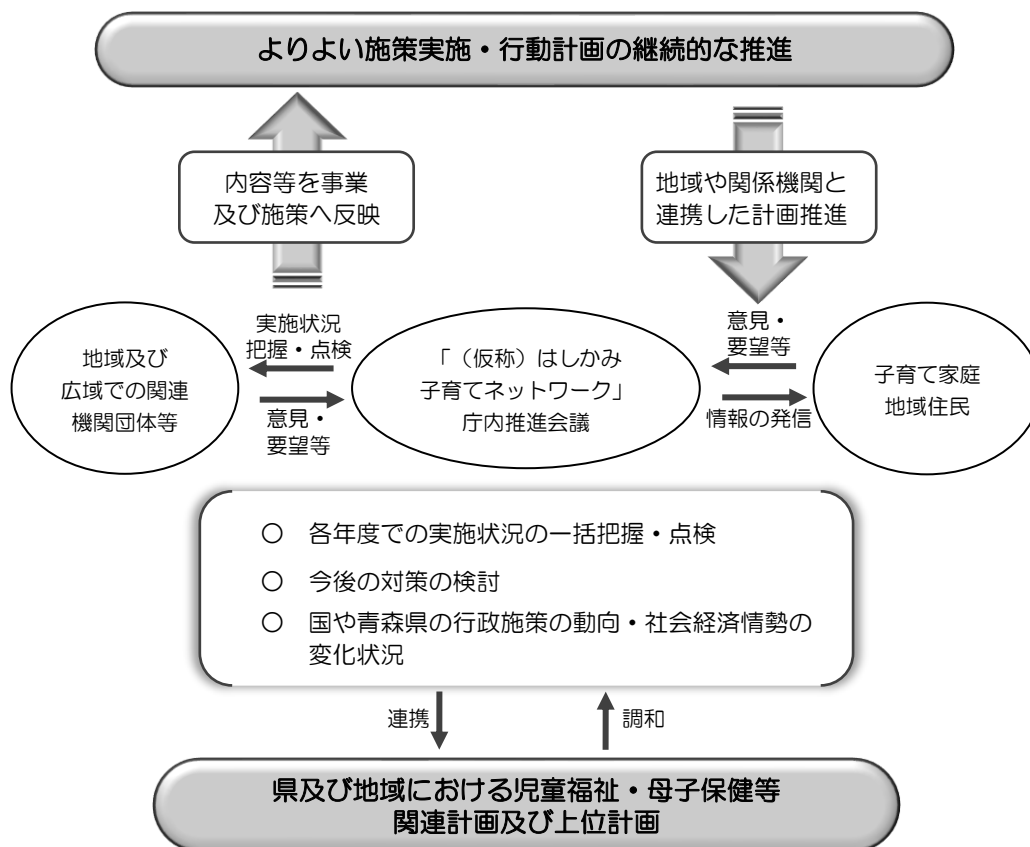 よりよい施策実施・行動計画の継続的な推進
内容等を事業
及び施策へ反映
地域や関係機関と
連携した計画推進
地域及び
広域での関連
機関団体等
実施状況
把握・点検
意見・
要望等
「（仮称）はしかみ
子育てネットワーク」
庁内推進会議
意見・
要望等
情報の発信
子育て家庭
地域住民
○ 各年度での実施状況の一括把握・点検
○ 今後の対策の検討
○ 国や青森県の行政施策の動向・社会経済情勢の
変化状況
連携
調和
県及び地域における児童福祉・母子保健等
関連計画及び上位計画